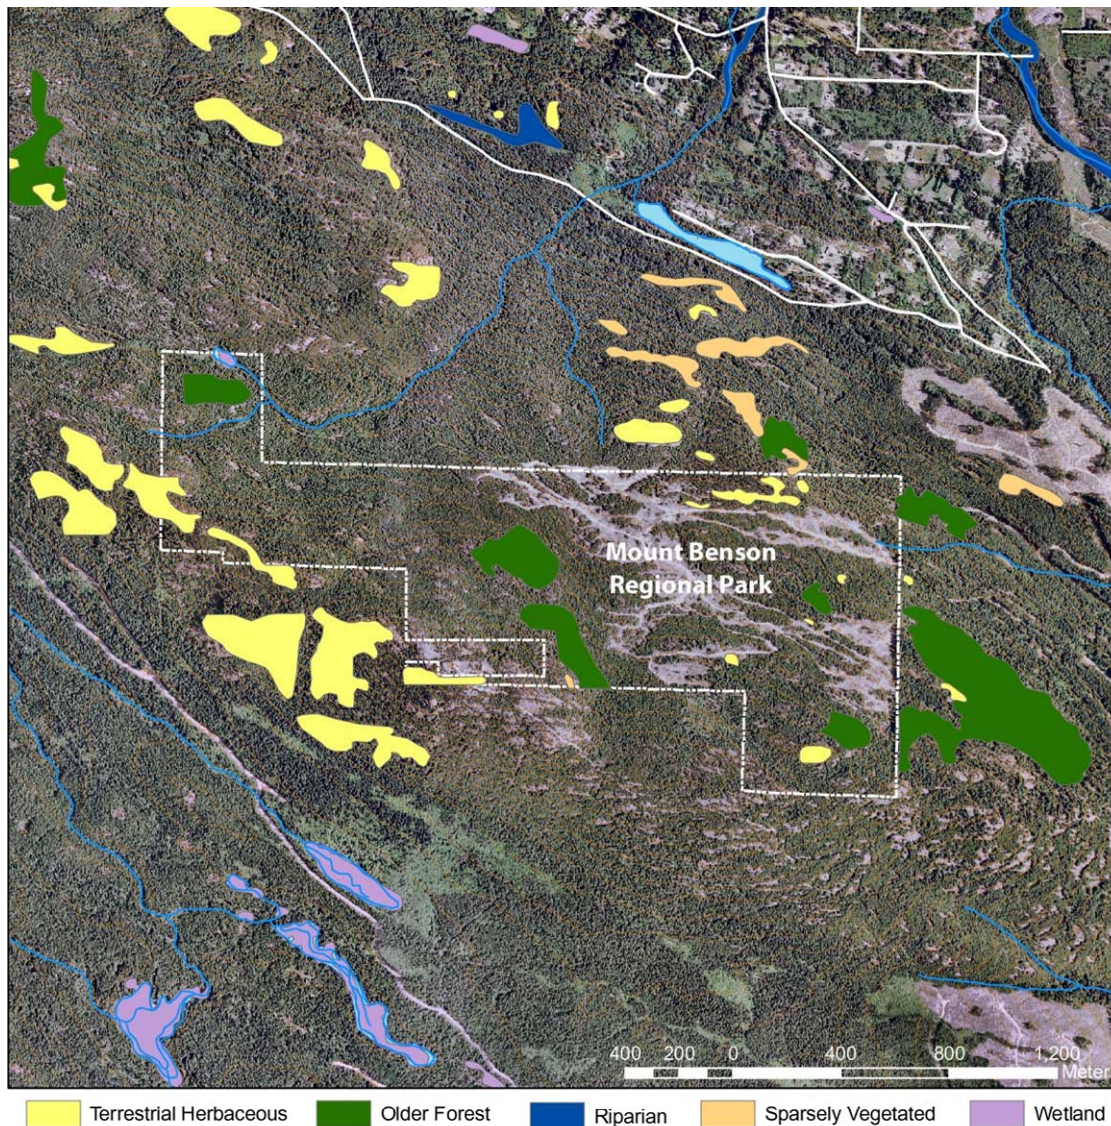 Mount Benson
Regional Park
400 200 0 400 800 1,200
Meters
Terrestrial Herbaceous Older Forest Riparian Sparsely Vegetated Wetland